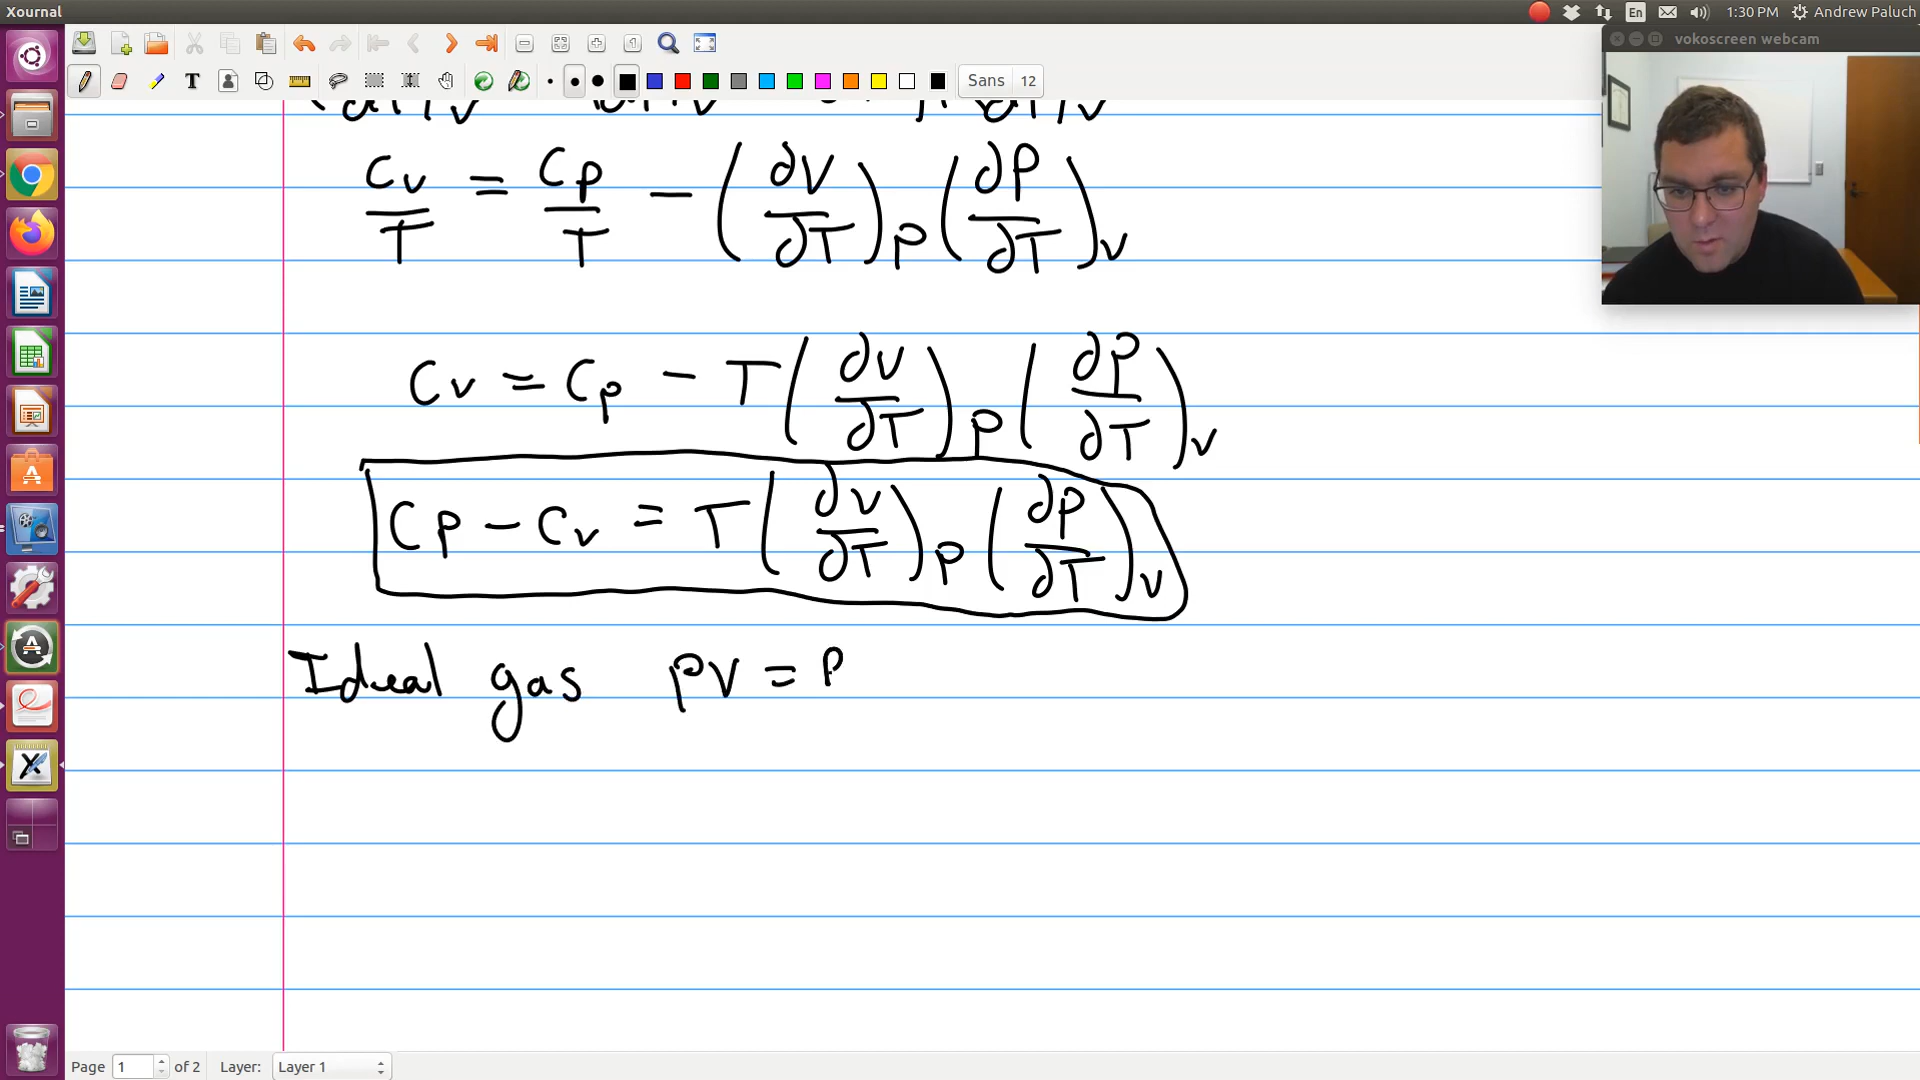 Xournal
En 1:30 PM Andrew Paluch
vokoscreen webcam
Sans 12
Cv/T = Cp/T − (∂V/∂T)p (∂P/∂T)v
Cv = Cp − T(∂V/∂T)p (∂P/∂T)v
Cp − Cv = T(∂V/∂T)p (∂P/∂T)v
Ideal gas PV =
Page 1 of 2 Layer: Layer 1